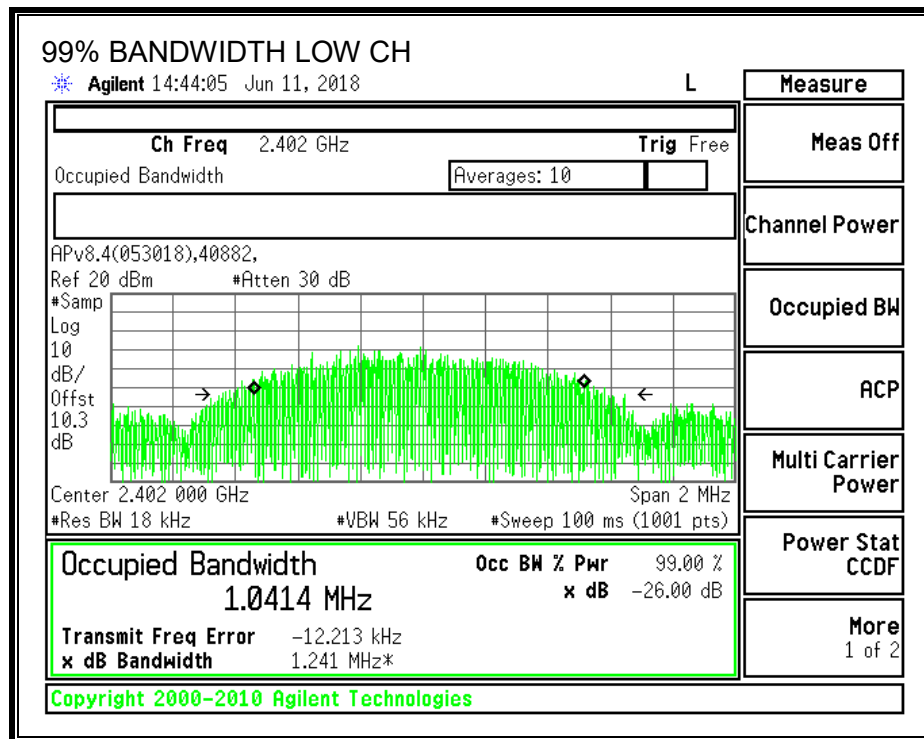 99% BANDWIDTH LOW CH
Agilent 14:44:05 Jun 11, 2018 L
Measure
Ch Freq 2.402 GHz Trig Free
Occupied Bandwidth Averages: 10
APv8.4(053018),40882,
Ref 20 dBm #Atten 30 dB
#Samp
Log
10
dB/
Offst
10.3
dB
Center 2.402 000 GHz Span 2 MHz
#Res BW 18 kHz #VBW 56 kHz #Sweep 100 ms (1001 pts)
Occupied Bandwidth Occ BW % Pwr 99.00 %
1.0414 MHz x dB -26.00 dB
Transmit Freq Error -12.213 kHz
x dB Bandwidth 1.241 MHz*
Copyright 2000-2010 Agilent Technologies
Meas Off
Channel Power
Occupied BW
ACP
Multi Carrier
Power
Power Stat
CCDF
More
1 of 2